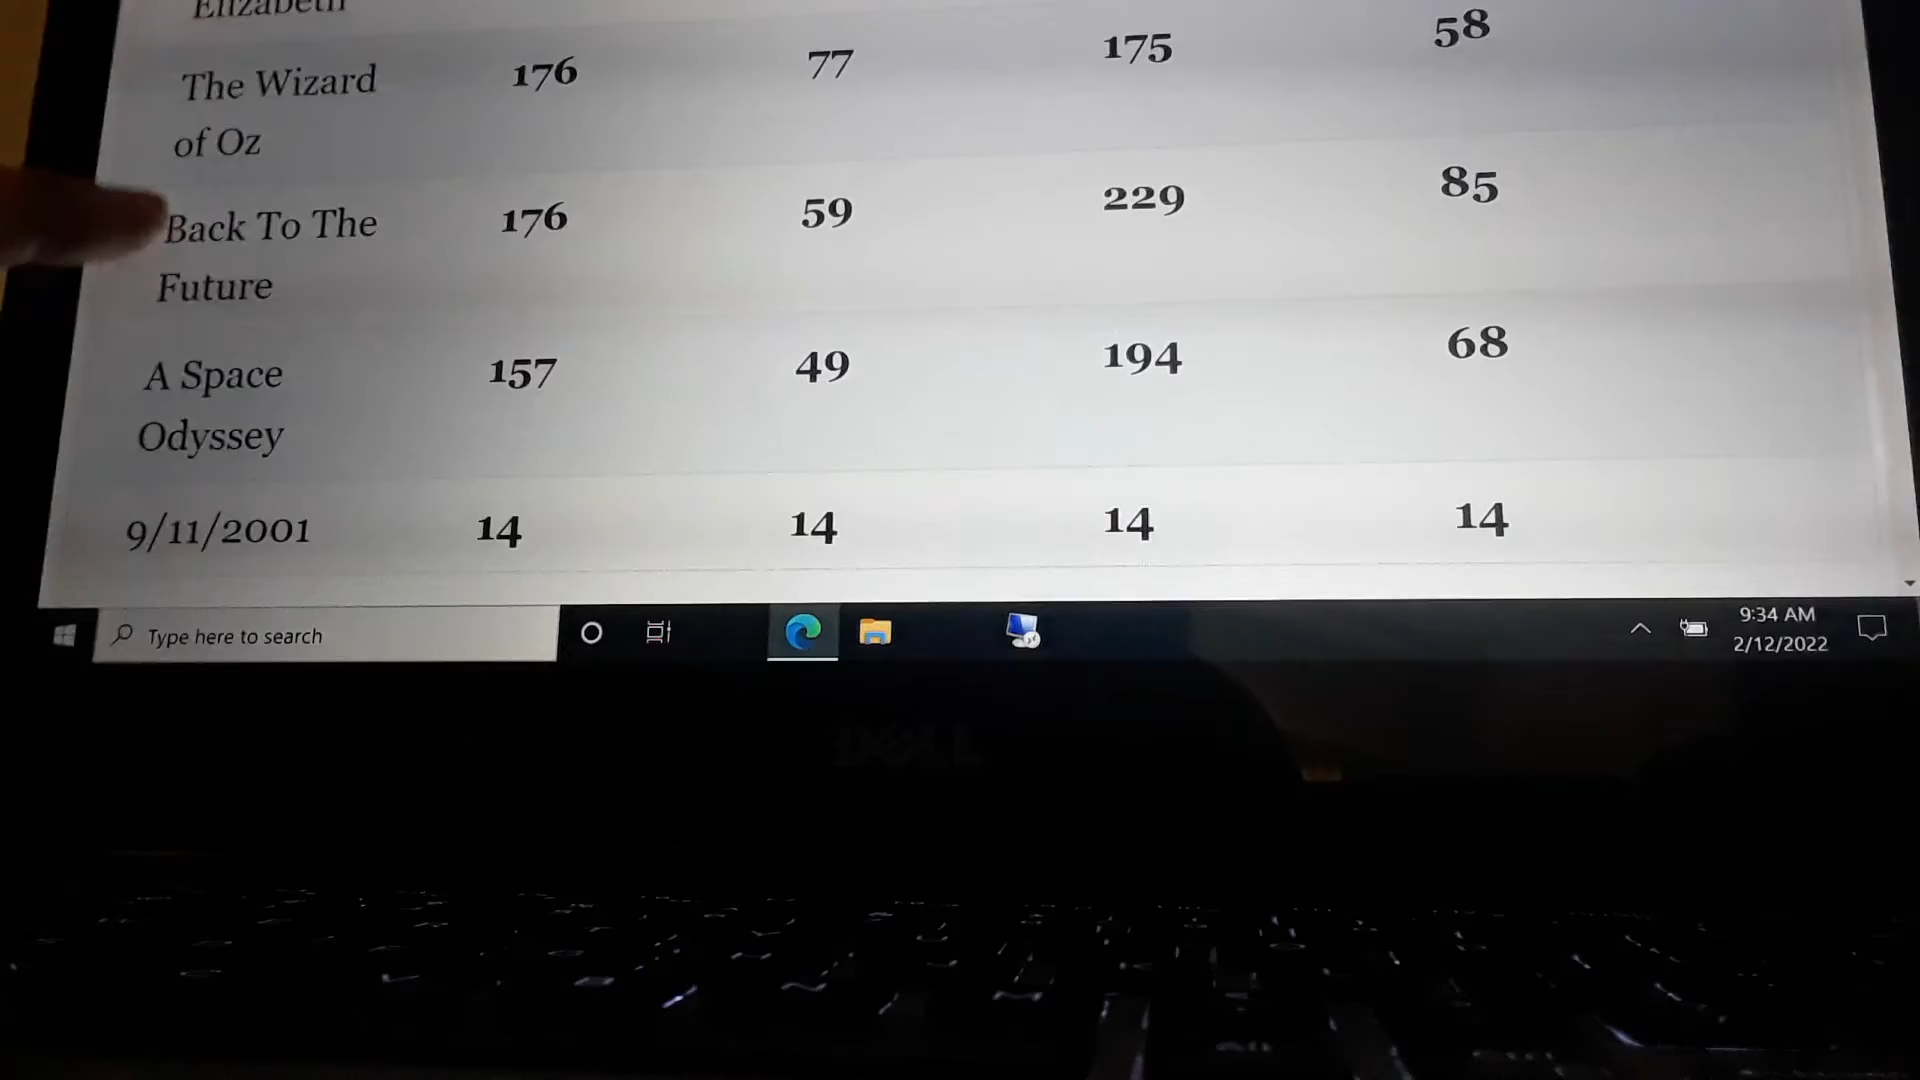 Elizabeth
The Wizard of Oz 176 77 175 58
Back To The Future 176 59 229 85
A Space Odyssey 157 49 194 68
9/11/2001 14 14 14 14
Type here to search
9:34 AM
2/12/2022
DELL